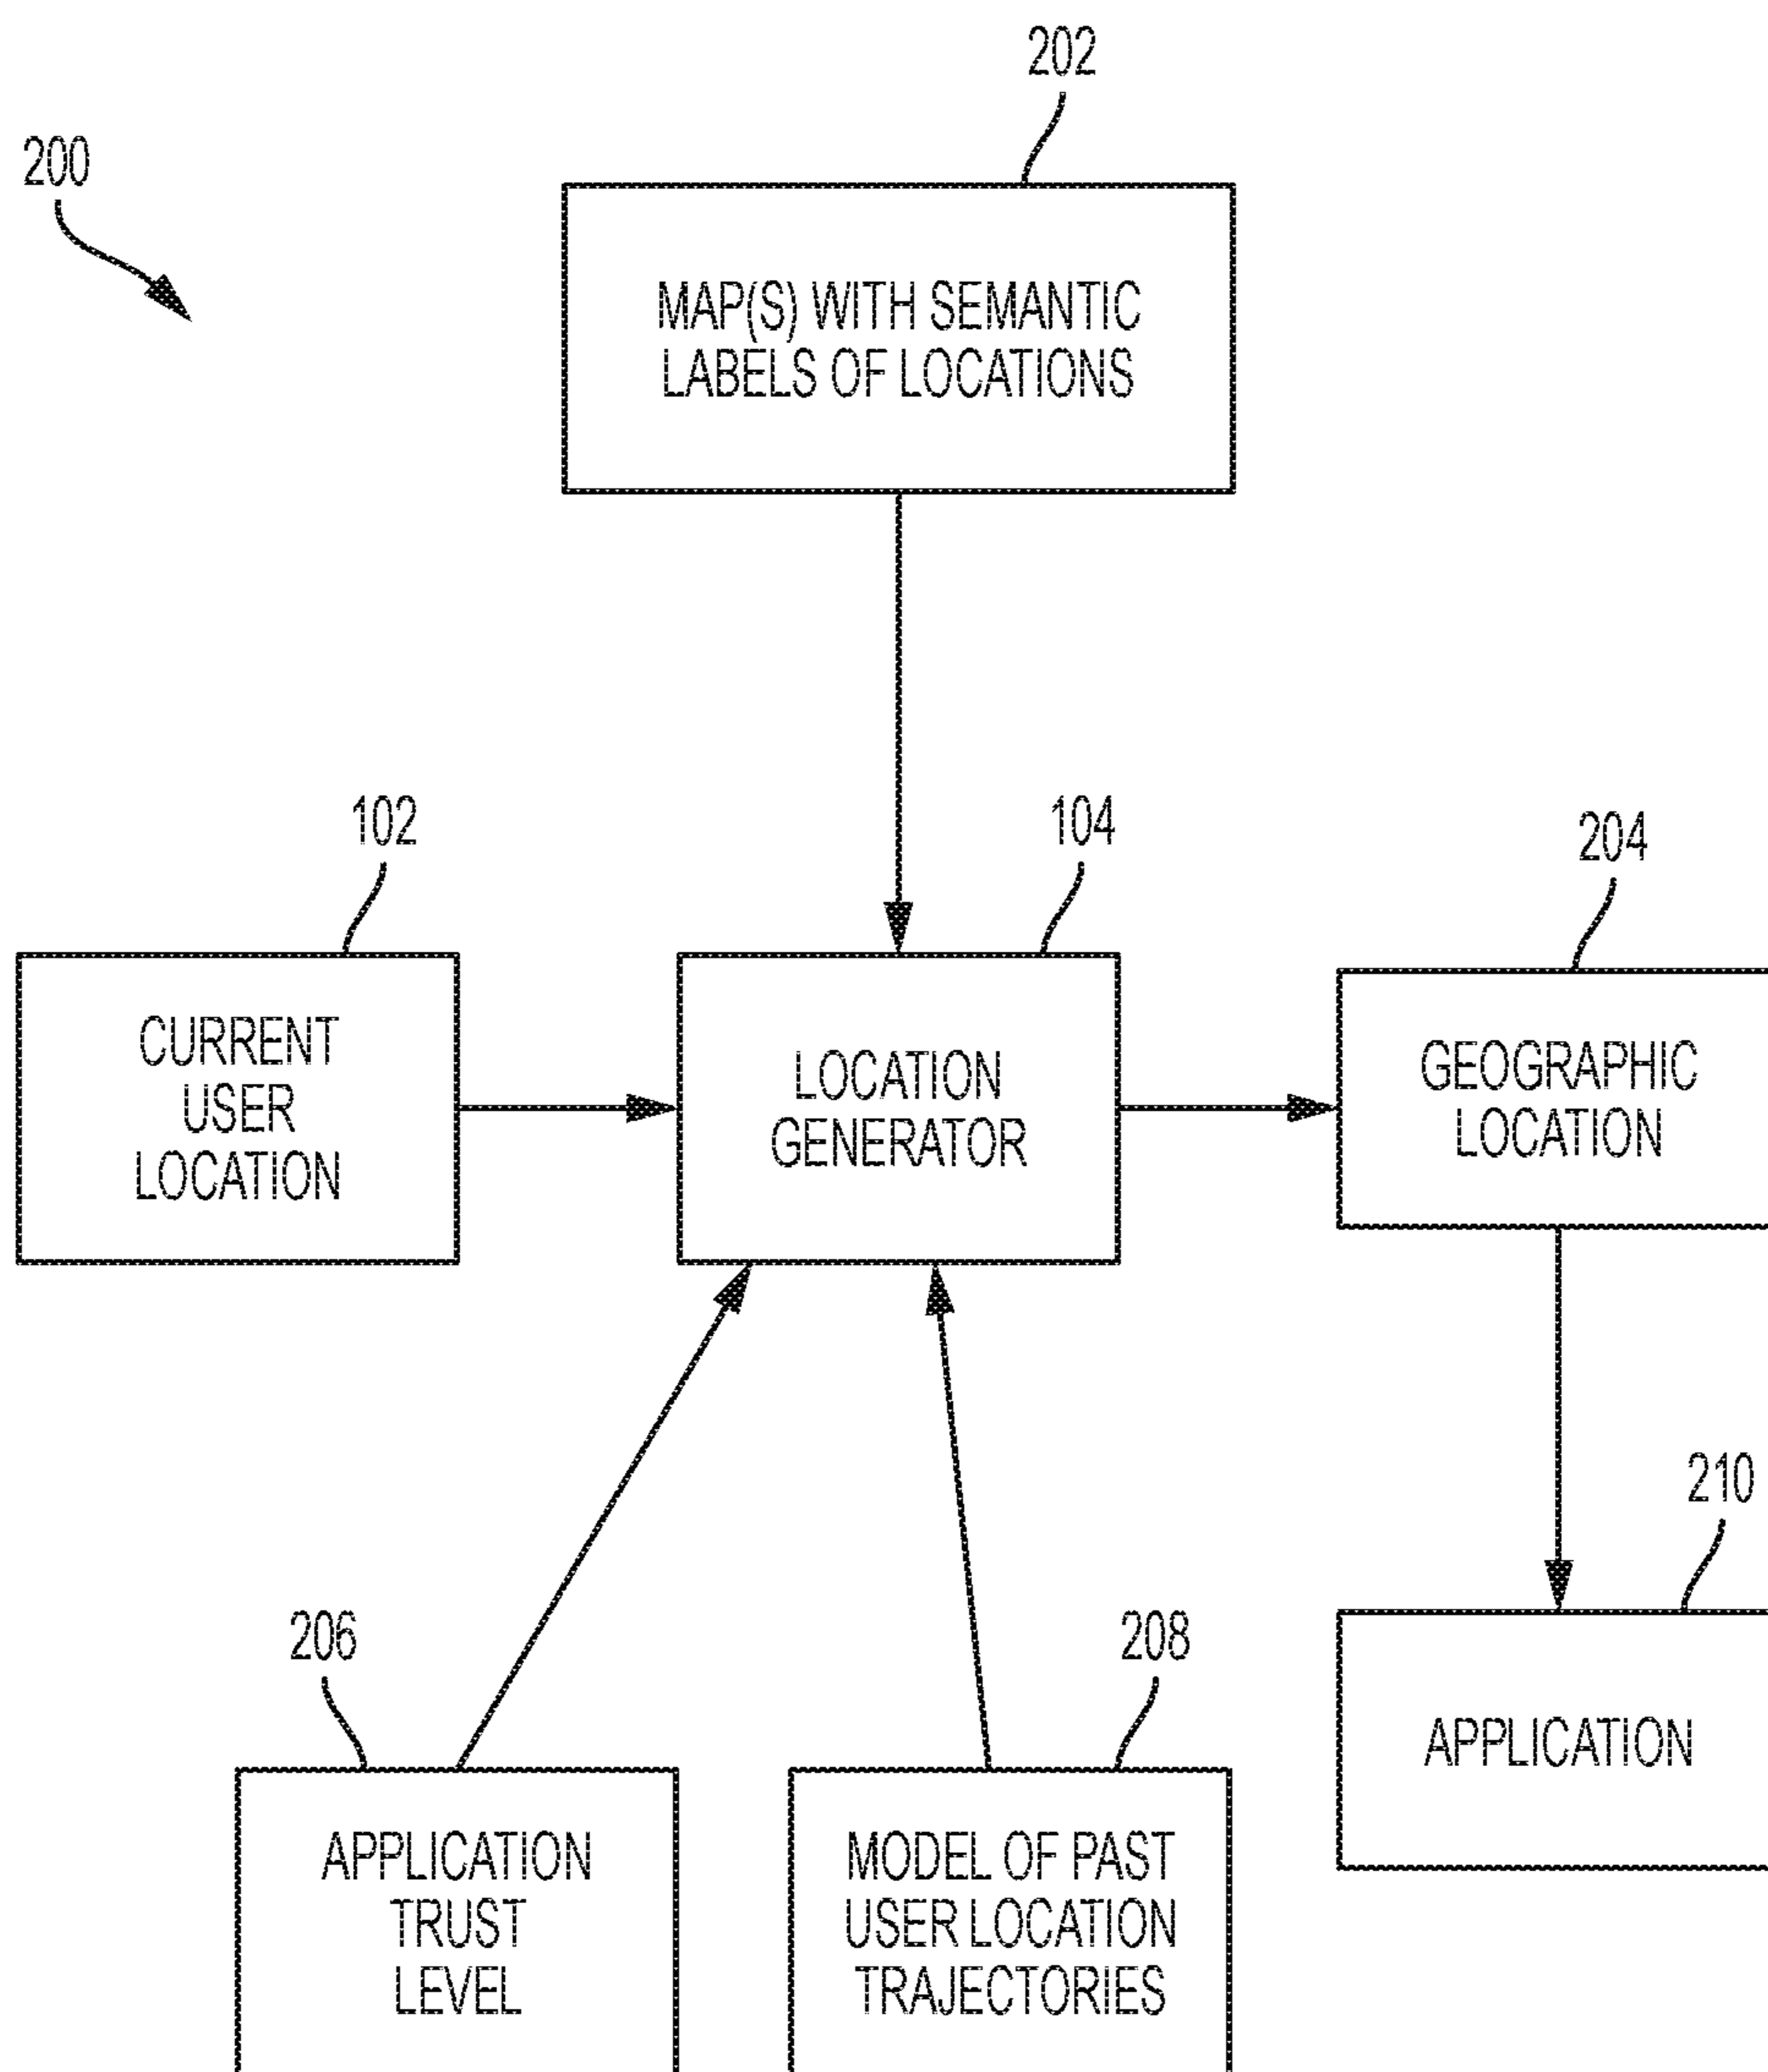 202
200
MAP(S) WITH SEMANTIC
LABELS OF LOCATIONS
102
104
204
CURRENT
USER
LOCATION
LOCATION
GENERATOR
GEOGRAPHIC
LOCATION
210
206
208
APPLICATION
APPLICATION
TRUST
LEVEL
MODEL OF PAST
USER LOCATION
TRAJECTORIES